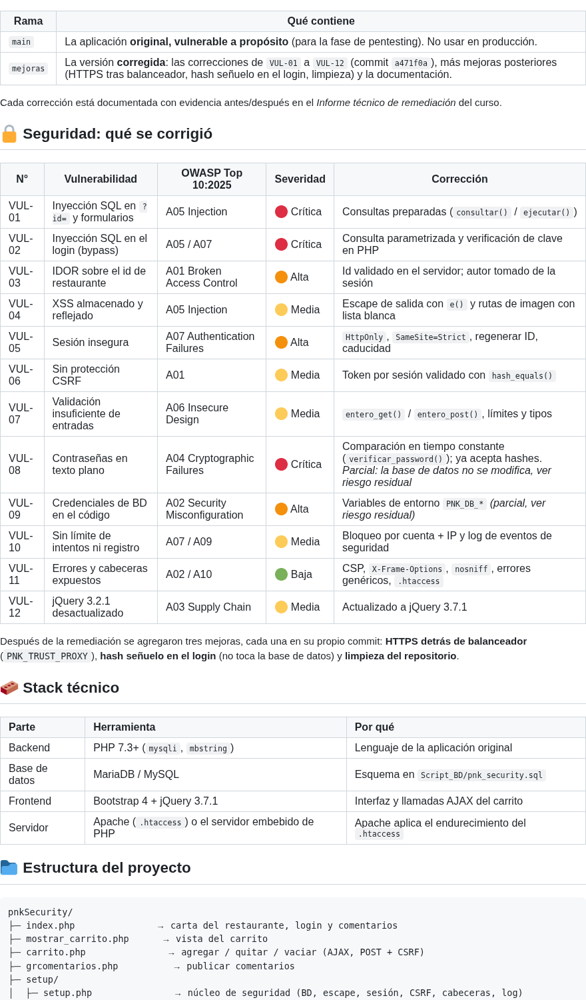 Rama Qué contiene
main La aplicación original, vulnerable a propósito (para la fase de pentesting). No usar en producción.
mejoras La versión corregida: las correcciones de VUL-01 a VUL-12 (commit a471f0a), más mejoras posteriores
(HTTPS tras balanceador, hash señuelo en el login, limpieza) y la documentación.
Cada corrección está documentada con evidencia antes/después en el Informe técnico de remediación del curso.
🔒 Seguridad: qué se corrigió
N° Vulnerabilidad OWASP Top
10:2025 Severidad Corrección
VUL-
01 Inyección SQL en ?
id= y formularios A05 Injection 🔴 Crítica Consultas preparadas (consultar() / ejecutar())
VUL-
02 Inyección SQL en el
login (bypass) A05 / A07 🔴 Crítica Consulta parametrizada y verificación de clave
en PHP
VUL-
03 IDOR sobre el id de
restaurante A01 Broken
Access Control 🟠 Alta Id validado en el servidor; autor tomado de la
sesión
VUL-
04 XSS almacenado y
reflejado A05 Injection 🟡 Media Escape de salida con e() y rutas de imagen con
lista blanca
VUL-
05 Sesión insegura A07 Authentication
Failures 🟠 Alta HttpOnly, SameSite=Strict, regenerar ID,
caducidad
VUL-
06 Sin protección
CSRF A01 🟡 Media Token por sesión validado con hash_equals()
VUL-
07 Validación
insuficiente de
entradas A06 Insecure
Design 🟡 Media entero_get() / entero_post(), límites y tipos
VUL-
08 Contraseñas en
texto plano A04 Cryptographic
Failures 🔴 Crítica Comparación en tiempo constante
(verificar_password()); ya acepta hashes.
Parcial: la base de datos no se modifica, ver
riesgo residual
VUL-
09 Credenciales de BD
en el código A02 Security
Misconfiguration 🟠 Alta Variables de entorno PNK_DB_* (parcial, ver
riesgo residual)
VUL-
10 Sin límite de
intentos ni registro A07 / A09 🟡 Media Bloqueo por cuenta + IP y log de eventos de
seguridad
VUL-
11 Errores y cabeceras
expuestos A02 / A10 🟢 Baja CSP, X-Frame-Options, nosniff, errores
genéricos, .htaccess
VUL-
12 jQuery 3.2.1
desactualizado A03 Supply Chain 🟡 Media Actualizado a jQuery 3.7.1
Después de la remediación se agregaron tres mejoras, cada una en su propio commit: HTTPS detrás de balanceador
(PNK_TRUST_PROXY), hash señuelo en el login (no toca la base de datos) y limpieza del repositorio.
🧱 Stack técnico
Parte Herramienta Por qué
Backend PHP 7.3+ (mysqli, mbstring) Lenguaje de la aplicación original
Base de
datos MariaDB / MySQL Esquema en Script_BD/pnk_security.sql
Frontend Bootstrap 4 + jQuery 3.7.1 Interfaz y llamadas AJAX del carrito
Servidor Apache (.htaccess) o el servidor embebido de
PHP Apache aplica el endurecimiento del
.htaccess
📂 Estructura del proyecto
pnkSecurity/
├─ index.php → carta del restaurante, login y comentarios
├─ mostrar_carrito.php → vista del carrito
├─ carrito.php → agregar / quitar / vaciar (AJAX, POST + CSRF)
├─ grcomentarios.php → publicar comentarios
├─ setup/
│ ├─ setup.php → núcleo de seguridad (BD, escape, sesión, CSRF, cabeceras, log)